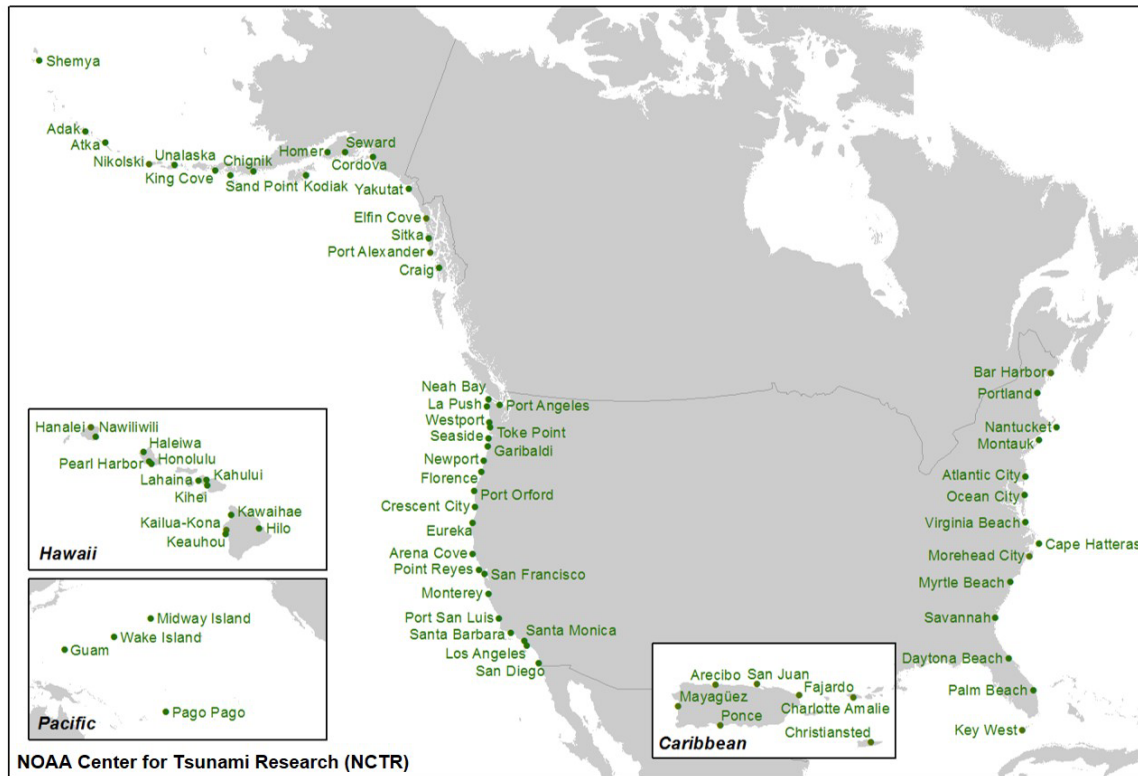 Shemya
Adak
Atka
Nikolski
Unalaska
King Cove
Chignik
Sand Point
Kodiak
Homer
Seward
Cordova
Yakutat
Elfin Cove
Sitka
Port Alexander
Craig
Neah Bay
La Push
Port Angeles
Westport
Toke Point
Seaside
Garibaldi
Newport
Florence
Port Orford
Crescent City
Eureka
Arena Cove
Point Reyes
San Francisco
Monterey
Port San Luis
Santa Barbara
Santa Monica
Los Angeles
San Diego
Bar Harbor
Portland
Nantucket
Montauk
Atlantic City
Ocean City
Virginia Beach
Cape Hatteras
Morehead City
Myrtle Beach
Savannah
Daytona Beach
Palm Beach
Key West
Hanalei
Nawiliwili
Haleiwa
Pearl Harbor
Honolulu
Lahaina
Kahului
Kihei
Kawaihae
Kailua-Kona
Hilo
Keauhou
Hawaii
Midway Island
Wake Island
Guam
Pago Pago
Pacific
Arecibo
San Juan
Fajardo
Mayagüez
Charlotte Amalie
Ponce
Christiansted
Caribbean
NOAA Center for Tsunami Research (NCTR)